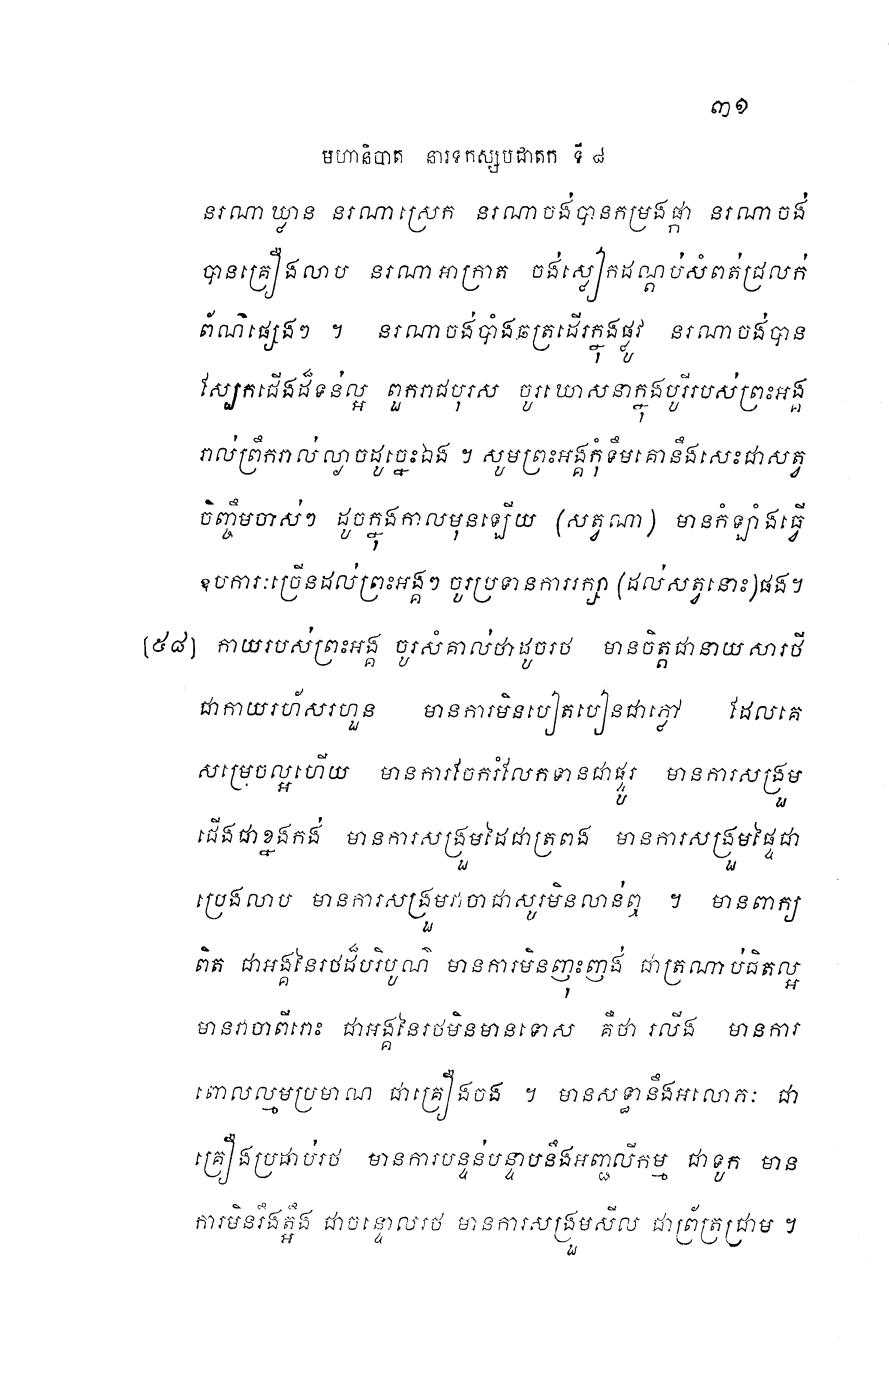 ៣១
មហានិបាត នារទកស្សបជាតក ទី ៨
នរណាឃ្លាន នរណាស្រេក នរណាចង់បានកម្រងផ្កា នរណាចង់
បានគ្រឿងលាប នរណាអាក្រាត ចង់ស្លៀកដណ្តប់សំពត់ជ្រលក់
ព័ណ៌ផ្សេងៗ ។ នរណាចង់បាំងឆត្រដើរក្នុងផ្លូវ នរណាចង់បាន
ស្បែកជើងដ៏ទន់ល្អ ពួករាជបុរស ចូរឃោសនាក្នុងបូរីរបស់ព្រះអង្គ
រាល់ព្រឹករាល់ល្ងាចដូច្នេះឯង ។ សូមព្រះអង្គកុំទឹមគោនឹងសេះជាសត្វ
ចិញ្ចឹមចាស់ៗ ដូចក្នុងកាលមុនឡើយ (សត្វណា) មានកំឡាំងធ្វើ
ឧបការៈច្រើនដល់ព្រះអង្គៗ ចូរប្រទានការរក្សា (ដល់សត្វនោះ)ផង។
(៥៨) កាយរបស់ព្រះអង្គ ចូរសំគាល់ថាដូចរថ មានចិត្តជានាយសារថី
ជាកាយរហ័សរហួន មានការមិនបៀតបៀនជាភ្លៅ ដែលគេ
សម្រេចល្អហើយ មានការចែករំលែកទានជាផ្ទូរ មានការសង្រួម
ជើងជាខ្នងកង់ មានការសង្រួមដៃជាត្រពង មានការសង្រួមផ្ទៃជា
ប្រេងលាប មានការសង្រួមវាចាជាសូរមិនលាន់ឮ ។ មានពាក្យ
ពិត ជាអង្គនៃរថដ៏បរិបូណ៌ មានការមិនញុះញង់ ជាត្រណាប់ជិតល្អ
មានវាចាពីរោះ ជាអង្គនៃរថមិនមានទោស គឺថា រលីង មានការ
ពោលល្មមប្រមាណ ជាគ្រឿងចង ។ មានសទ្ធានឹងអលោភៈ ជា
គ្រឿងប្រដាប់រថ មានការបន្ទន់បន្ទាបនឹងអញ្ជលីកម្ម ជាទូក មាន
ការមិនរឹងត្អឹង ជាចន្ទោលរថ មានការសង្រួមសីល ជាព្រ័ត្រជ្រាម ។